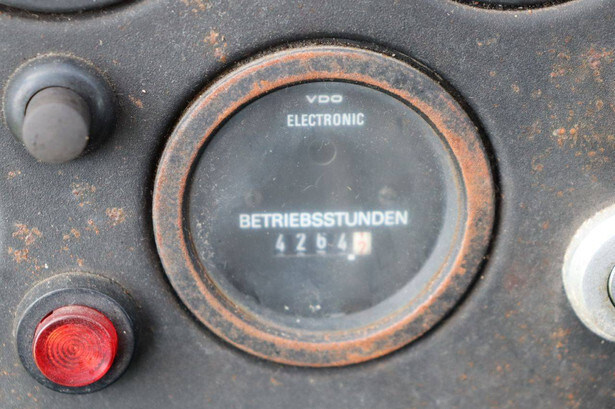 VDO
ELECTRONIC
BETRIEBSSTUNDEN
4264